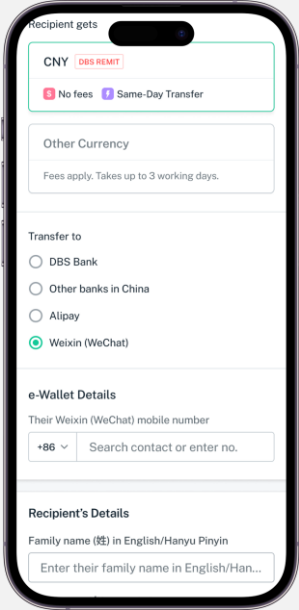 Recipient gets
CNY DBS REMIT
$ No fees Same-Day Transfer
Other Currency
Fees apply. Takes up to 3 working days.
Transfer to
DBS Bank
Other banks in China
Alipay
Weixin (WeChat)
e-Wallet Details
Their Weixin (WeChat) mobile number
+86 Search contact or enter no.
Recipient's Details
Family name (姓) in English/Hanyu Pinyin
Enter their family name in English/Han...